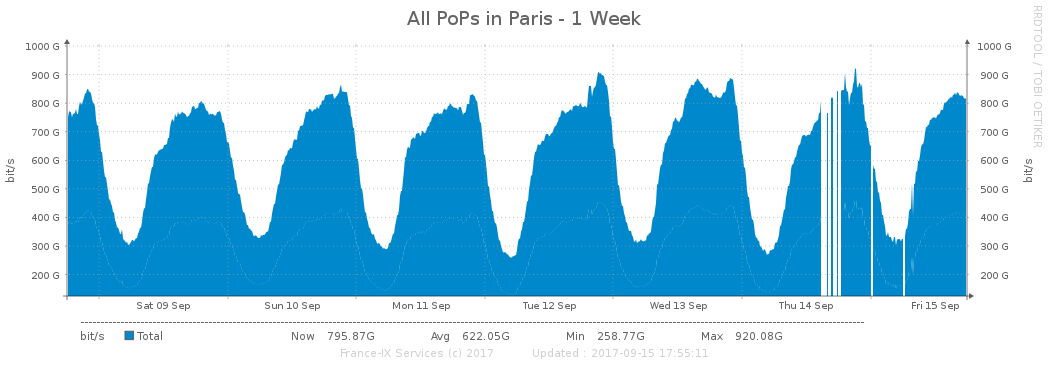 All PoPs in Paris - 1 Week
RRDTOOL / TOBI OETIKER
1000 G 1000 G
900 G 900 G
800 G 800 G
700 G 700 G
600 G 600 G
500 G 500 G
400 G 400 G
300 G 300 G
200 G 200 G
bit/s bit/s
Sat 09 Sep Sun 10 Sep Mon 11 Sep Tue 12 Sep Wed 13 Sep Thu 14 Sep Fri 15 Sep
bit/s Total Now 795.87G Avg 622.05G Min 258.77G Max 920.08G
France-IX Services (c) 2017 Updated : 2017-09-15 17:55:11